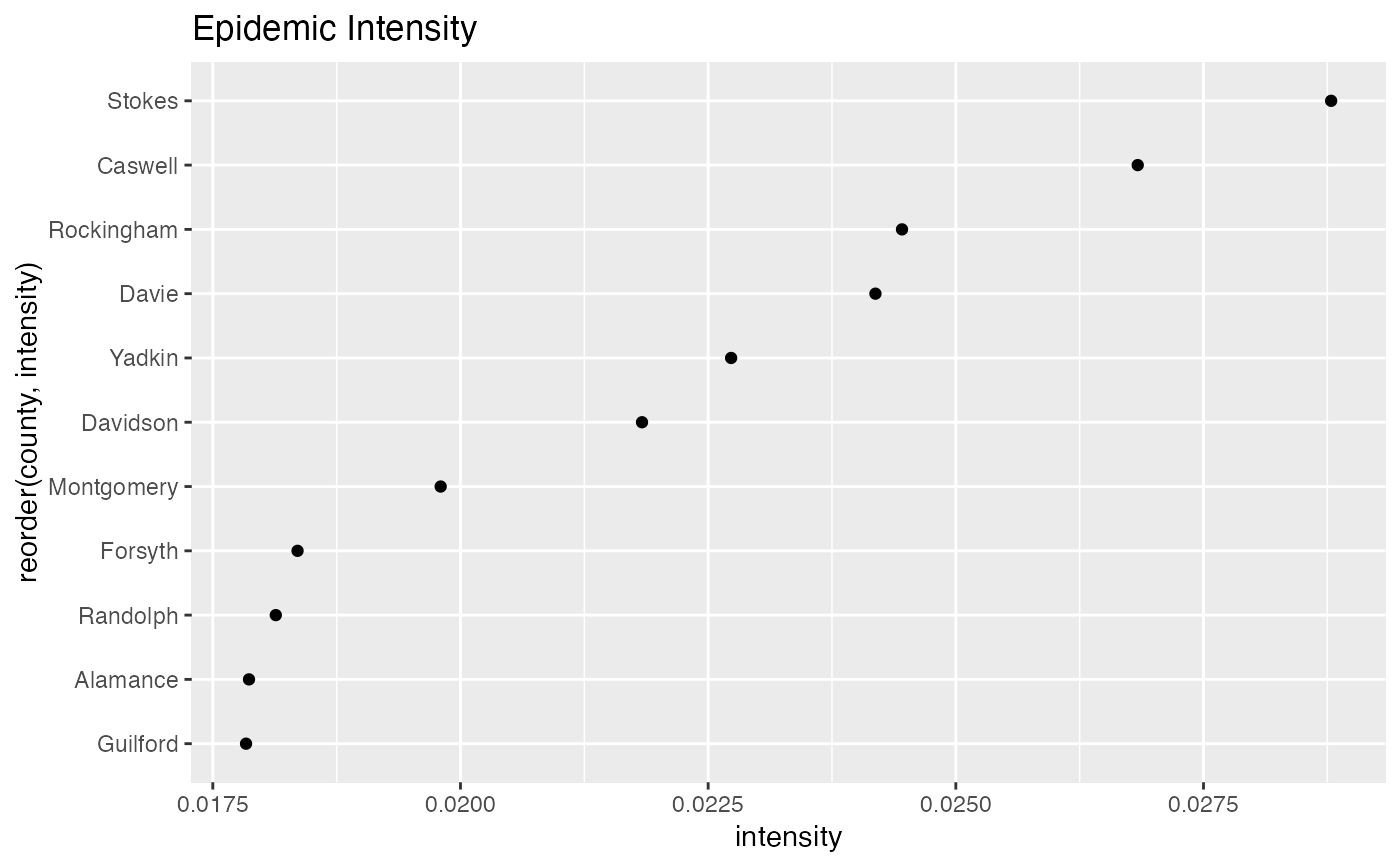 Epidemic Intensity
reorder(county, intensity)
Stokes
Caswell
Rockingham
Davie
Yadkin
Davidson
Montgomery
Forsyth
Randolph
Alamance
Guilford
0.0175 0.0200 0.0225 0.0250 0.0275
intensity